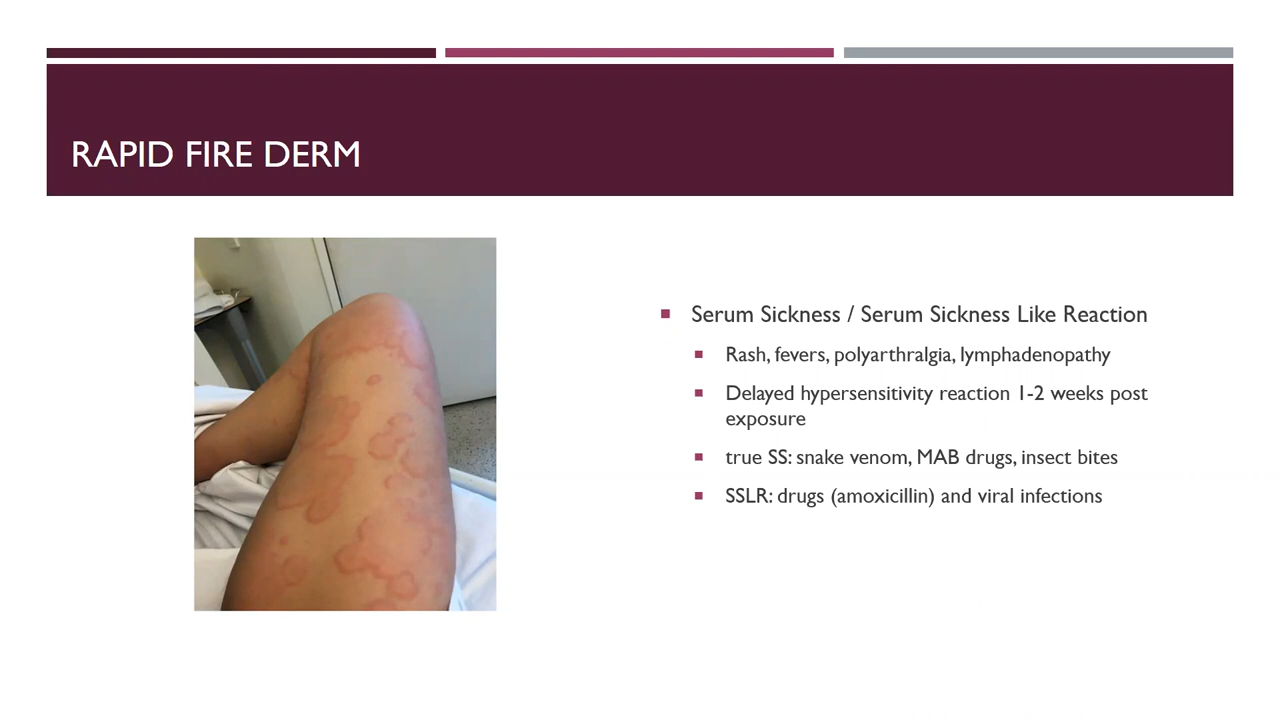 RAPID FIRE DERM
Serum Sickness / Serum Sickness Like Reaction
Rash, fevers, polyarthralgia, lymphadenopathy
Delayed hypersensitivity reaction 1-2 weeks post
exposure
true SS: snake venom, MAB drugs, insect bites
SSLR: drugs (amoxicillin) and viral infections